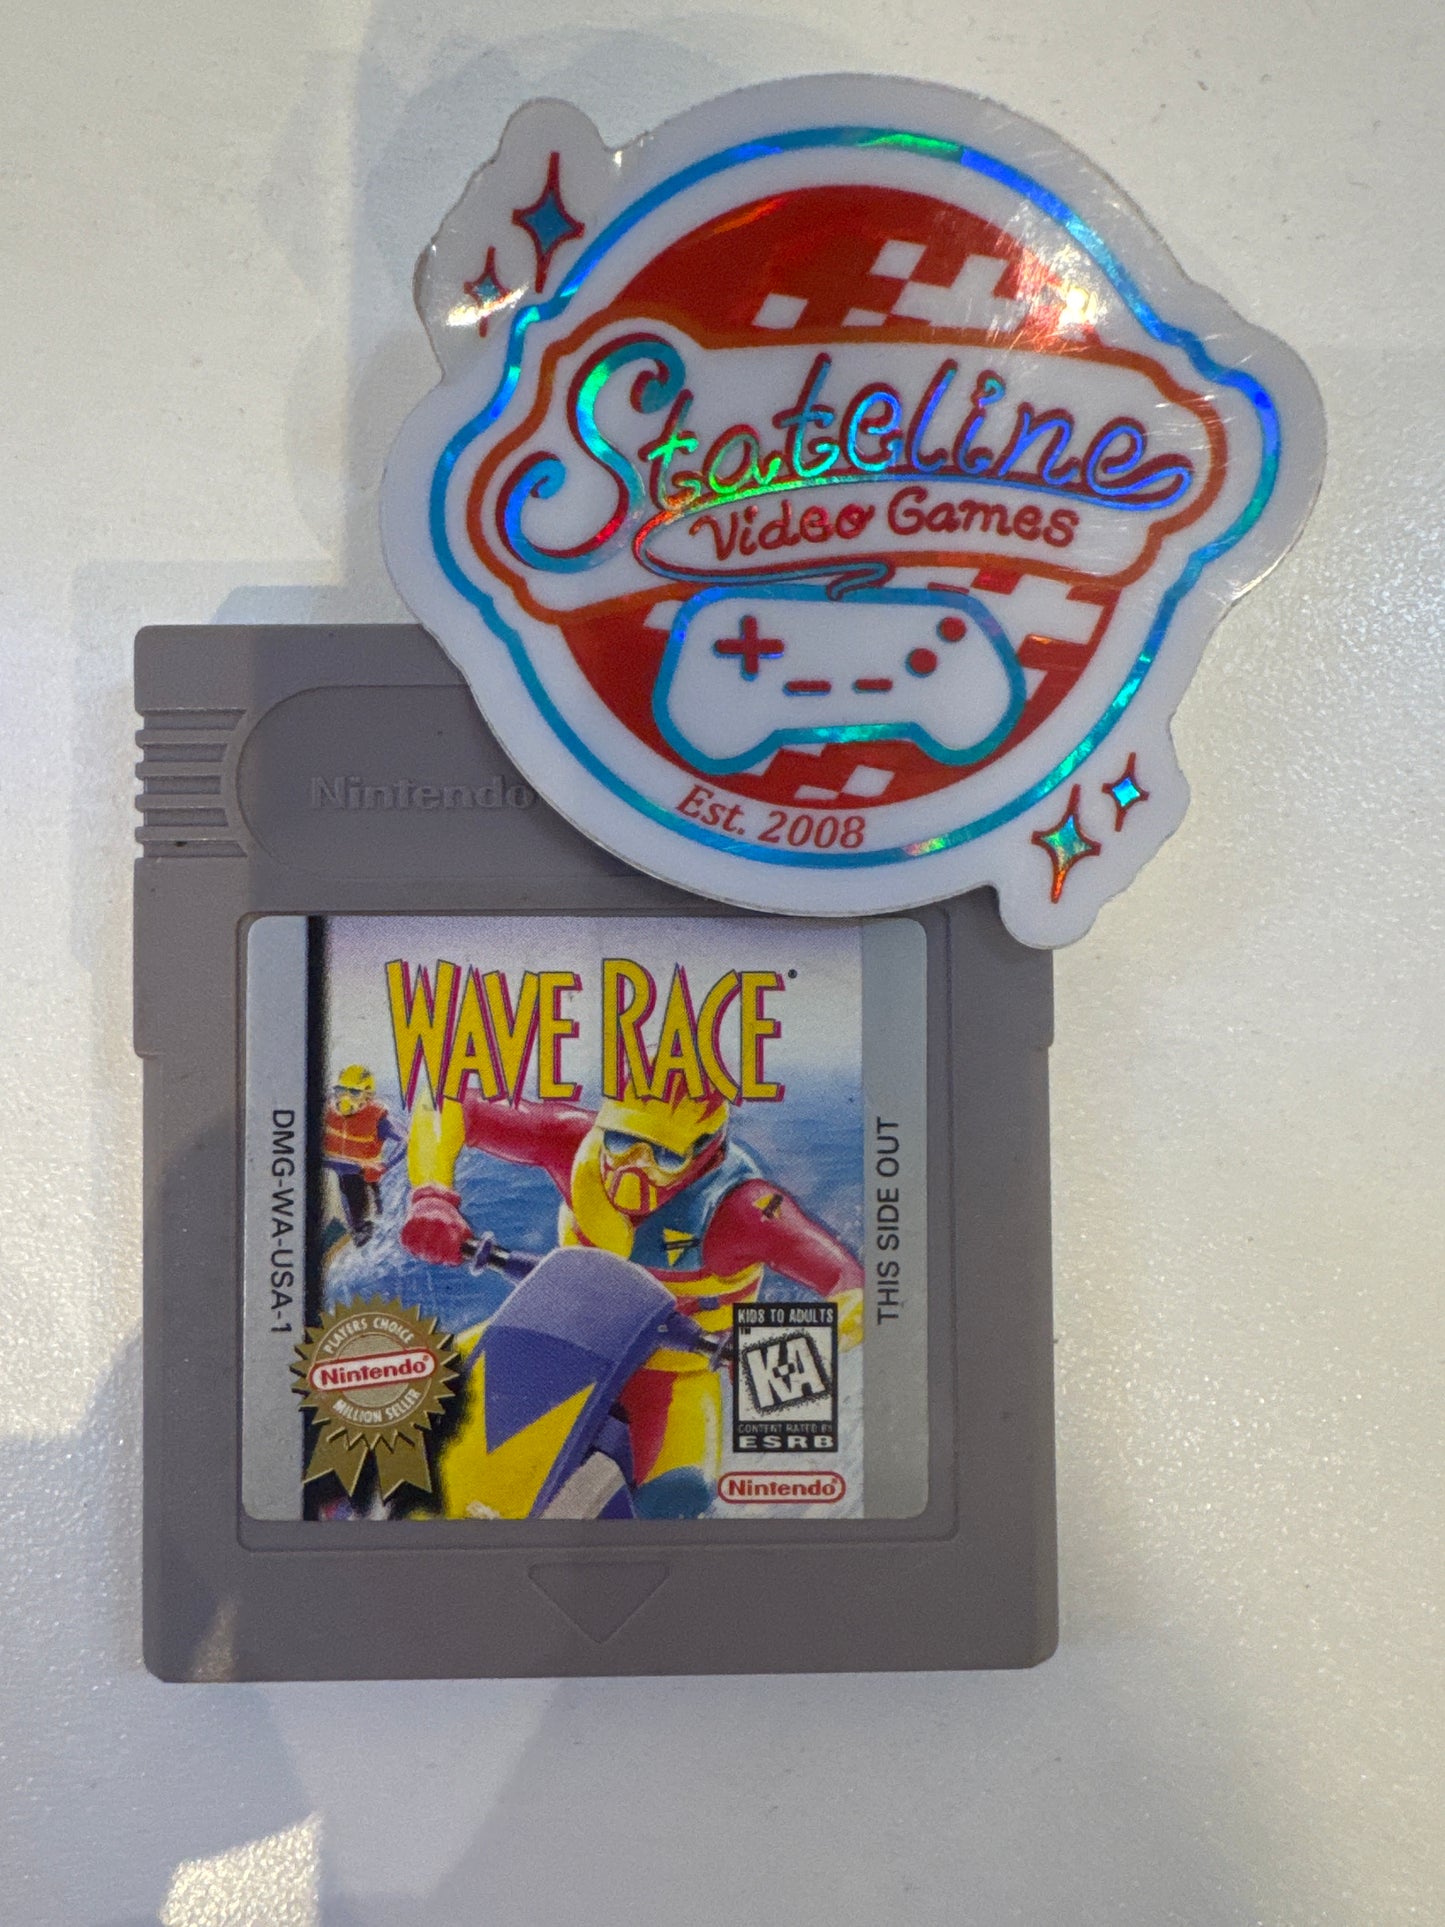 Stateline
Video Games
Est. 2008
Nintendo
WAVE RACE
DMG-WA-USA-1
THIS SIDE OUT
PLAYERS CHOICE
Nintendo®
MILLION SELLER
KIDS TO ADULTS
TM
K-A
CONTENT RATED BY
ESRB
Nintendo®